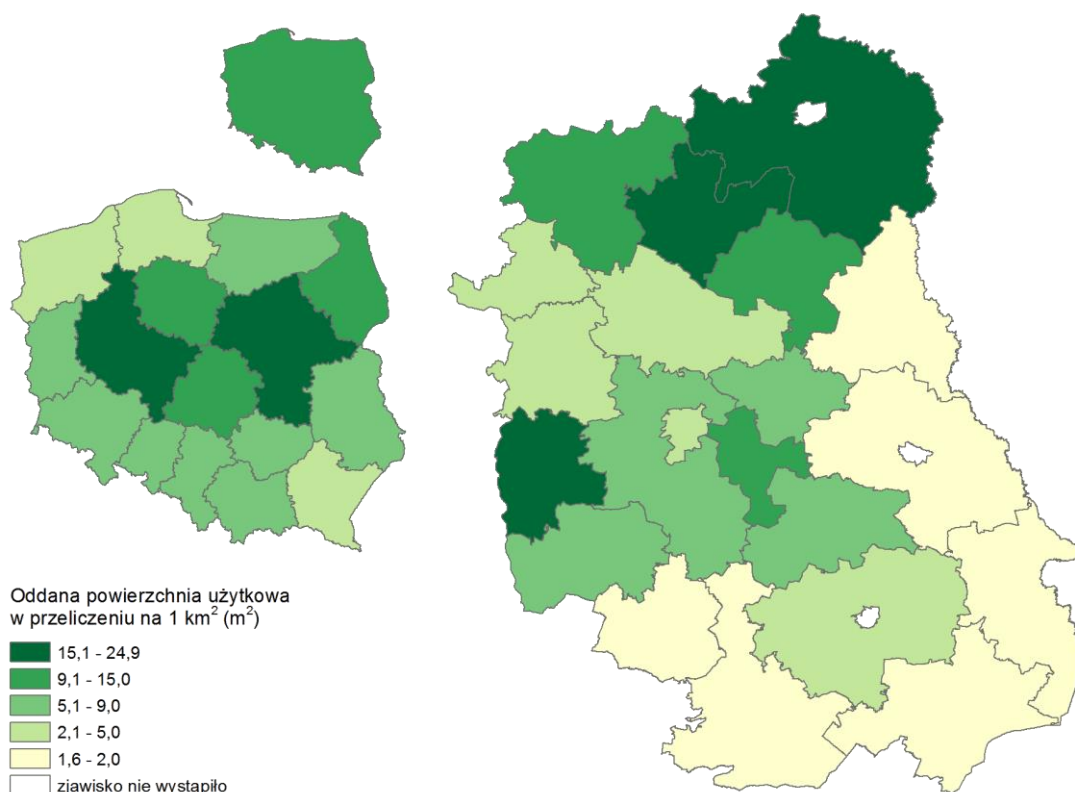 Oddana powierzchnia użytkowa
w przeliczeniu na 1 km² (m²)
15,1 - 24,9
9,1 - 15,0
5,1 - 9,0
2,1 - 5,0
1,6 - 2,0
zjawisko nie wystąpiło